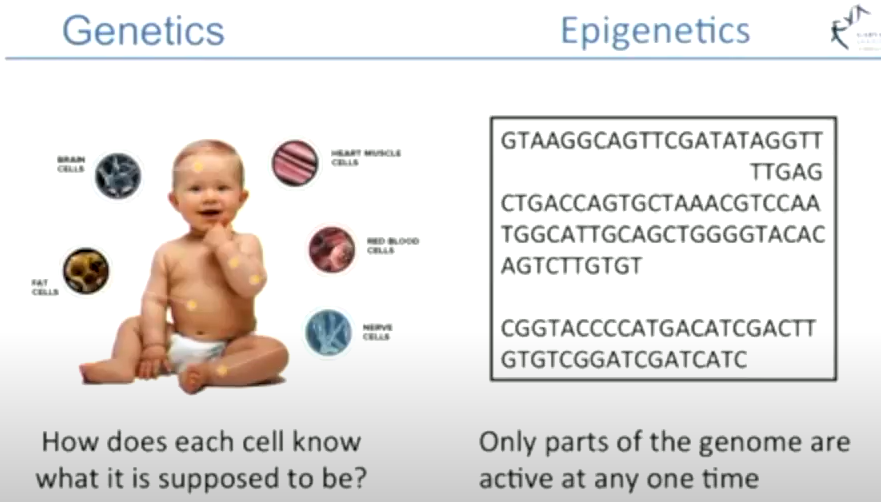 Genetics
Epigenetics
BRAIN
CELLS
HEART MUSCLE
CELLS
RED BLOOD
CELLS
FAT
CELLS
NERVE
CELLS
How does each cell know
what it is supposed to be?
GTAAGGCAGTTCGATATAGGTT
TTGAG
CTGACCAGTGCTAAACGTCCAA
TGGCATTGCAGCTGGGGTACAC
AGTCTTGTGT
CGGTACCCCATGACATCGACTT
GTGTCGGATCGATCATC
Only parts of the genome are
active at any one time